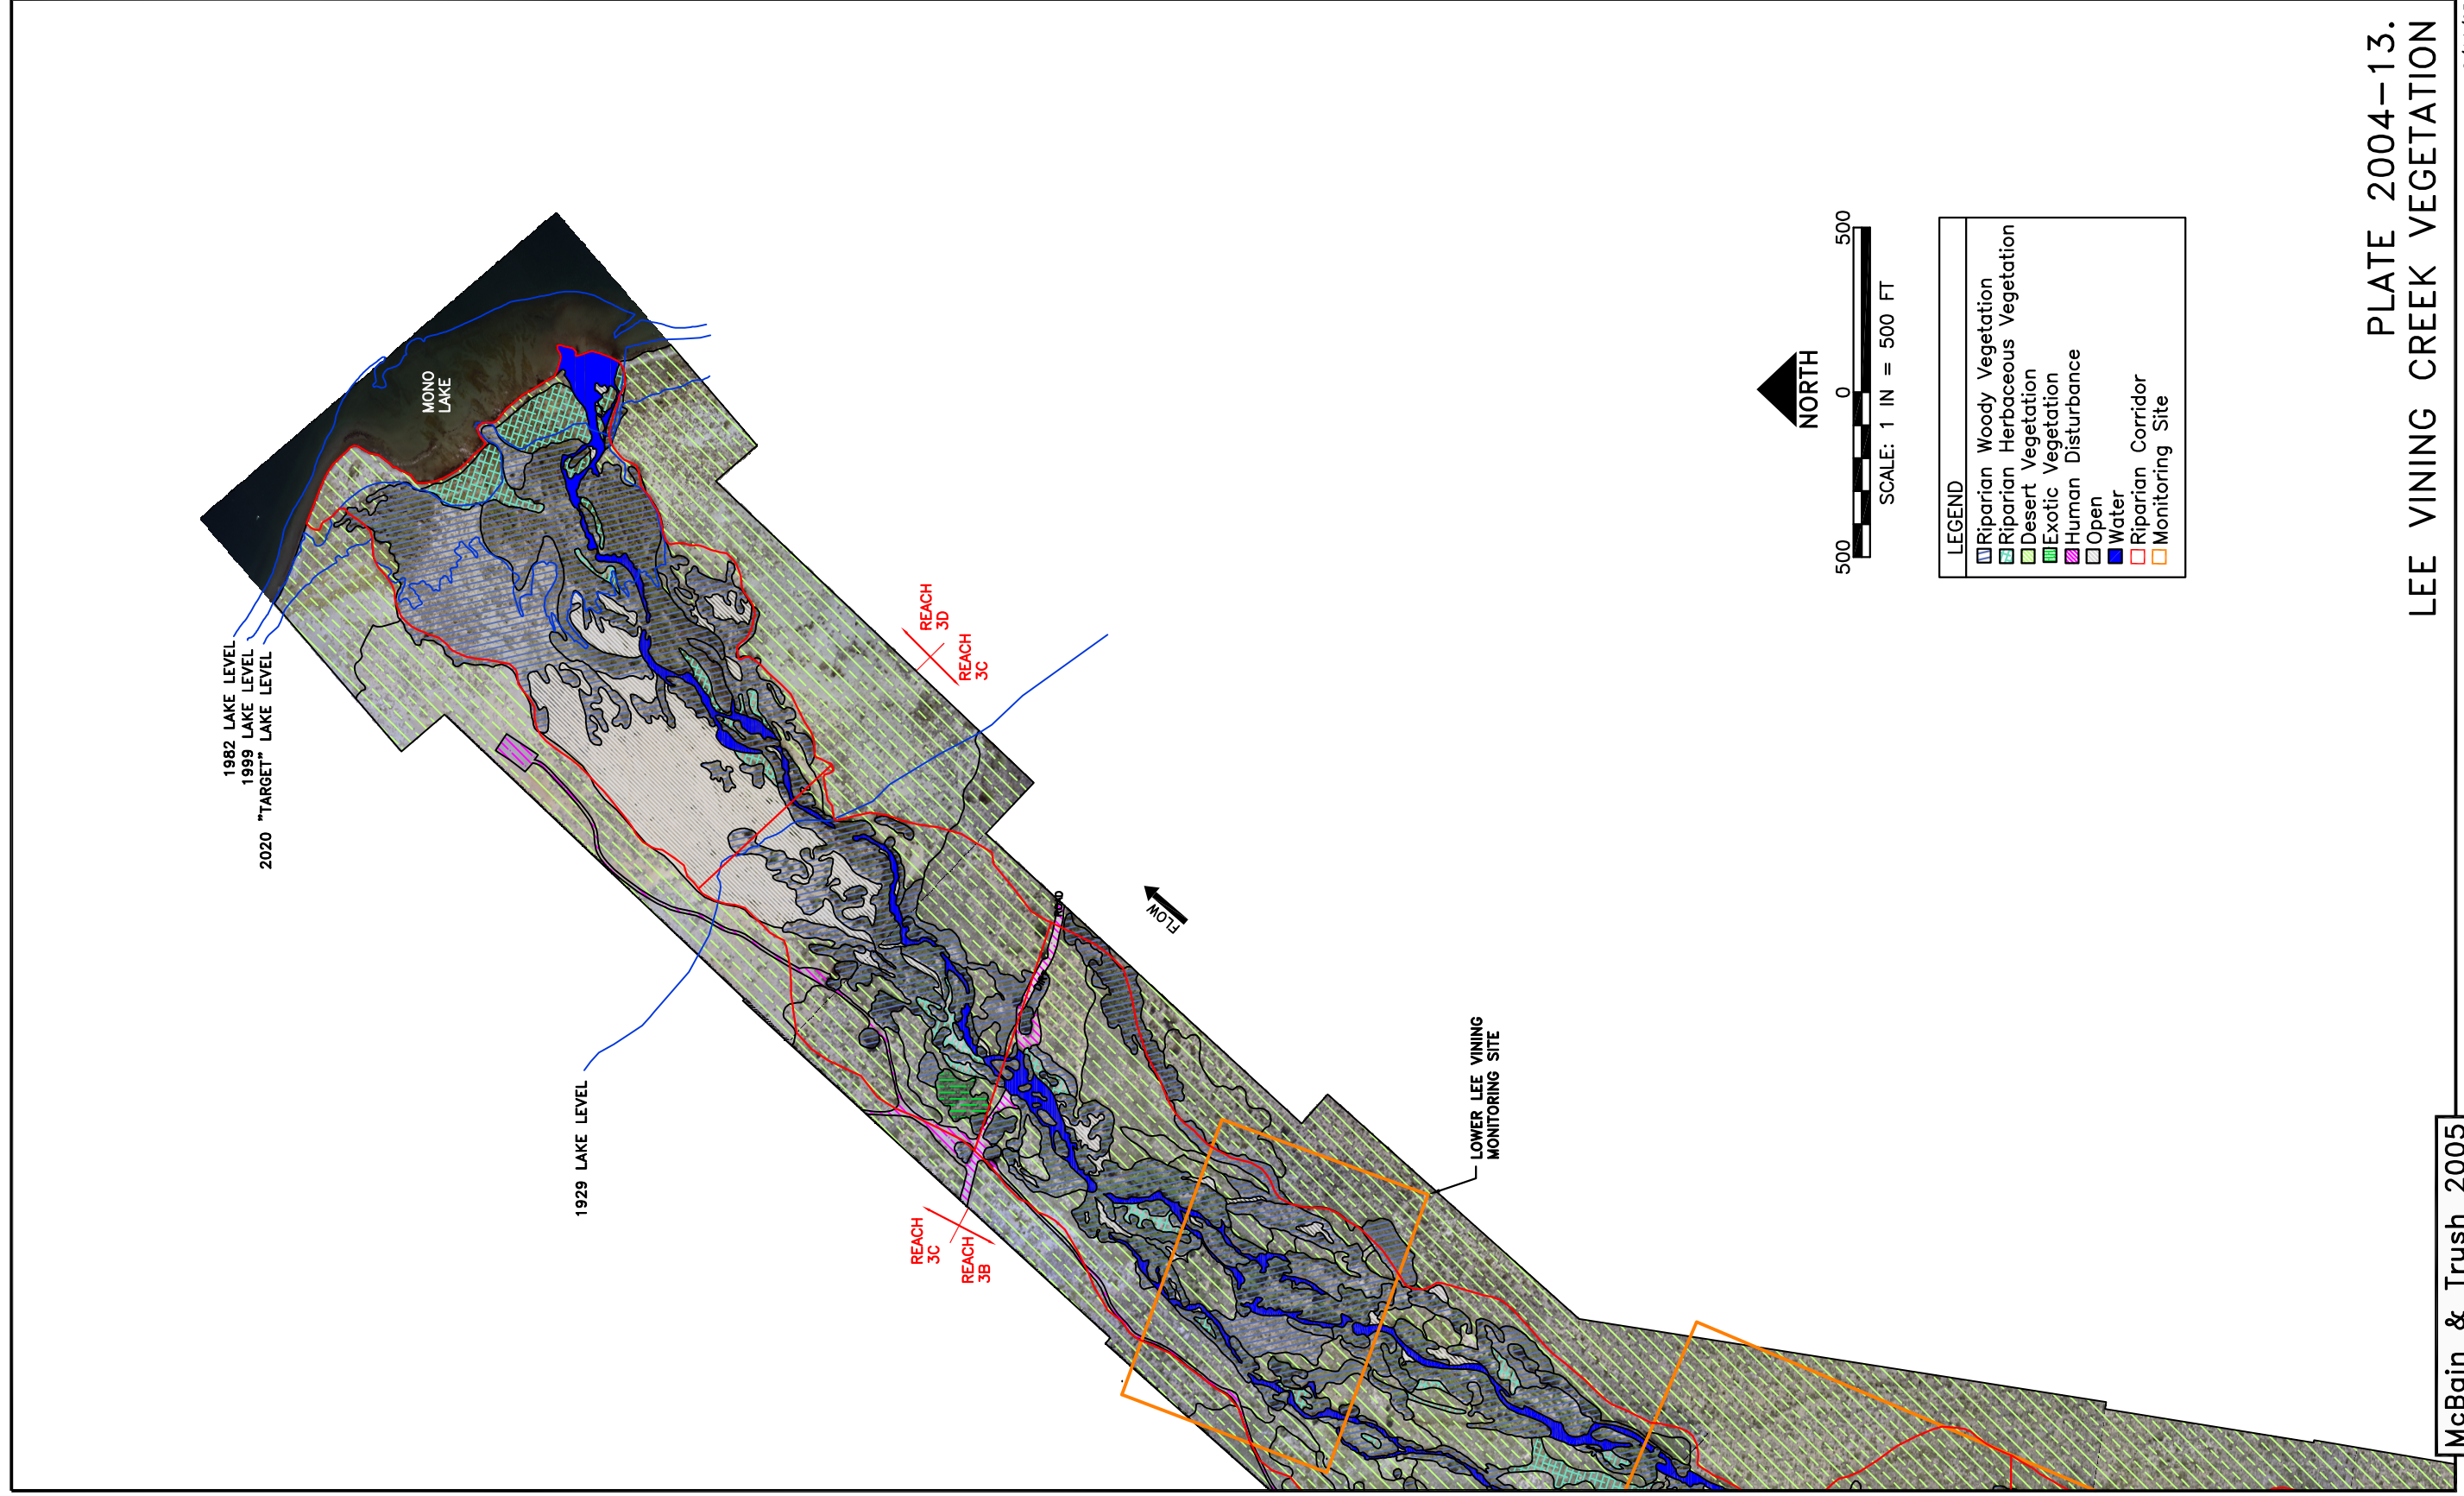 PLATE 2004-13.
LEE VINING CREEK VEGETATION
MONO
LAKE
1982 LAKE LEVEL
1999 LAKE LEVEL
2020 "TARGET" LAKE LEVEL
REACH
3D
REACH
3C
1929 LAKE LEVEL
FLOW
ROAD
REACH
3C
REACH
3B
LOWER LEE VINING
MONITORING SITE
NORTH
500
0
500
SCALE: 1 IN = 500 FT
LEGEND
Riparian Woody Vegetation
Riparian Herbaceous Vegetation
Desert Vegetation
Exotic Vegetation
Human Disturbance
Open
Water
Riparian Corridor
Monitoring Site
McBain & Trush 2005